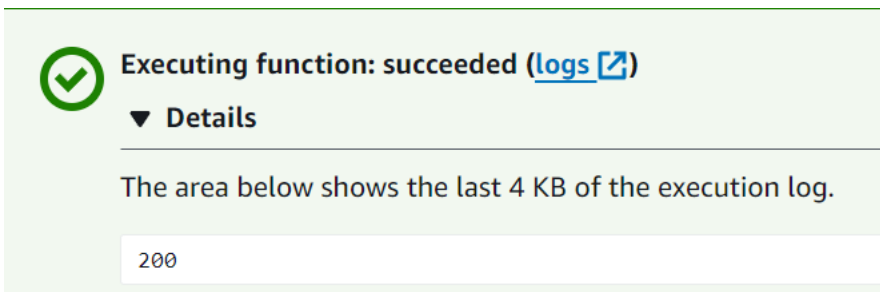 Executing function: succeeded (logs)
Details
The area below shows the last 4 KB of the execution log.
200